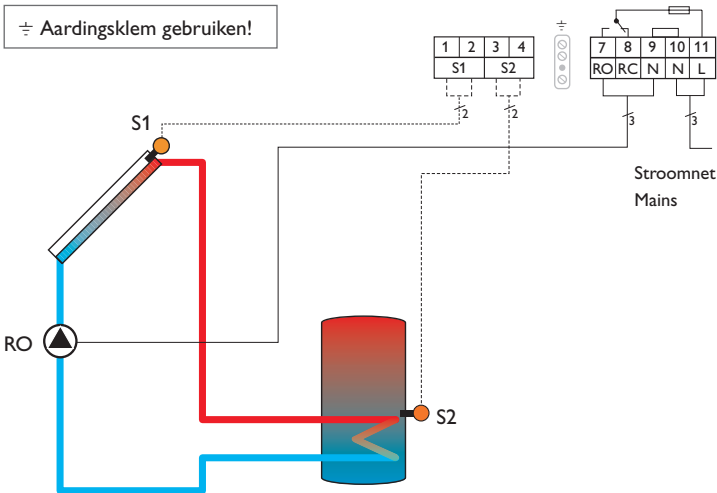 ⏚ Aardingsklem gebruiken!
1 2 3 4
S1 S2
2 2
⏚
7 8 9 10 11
RO RC N N L
3 3
Stroomnet
Mains
S1
RO
S2